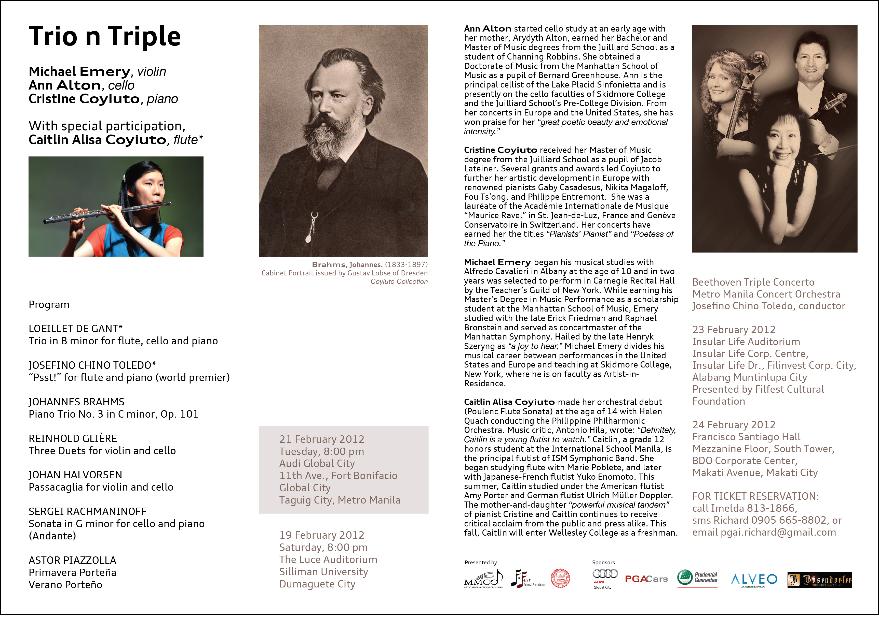 Trio n Triple
Michael Emery, violin
Ann Alton, cello
Cristine Coyiuto, piano
With special participation,
Caitlin Alisa Coyiuto, flute*
Brahms, Johannes. (1833-1897)
Cabinet Portrait issued by Gustav Lobse of Dresden
Coyiuto Collection
Program
LOEILLET DE GANT*
Trio in B minor for flute, cello and piano
JOSEFINO CHINO TOLEDO*
"Psst!" for flute and piano (world premier)
JOHANNES BRAHMS
Piano Trio No. 3 in C minor, Op. 101
REINHOLD GLIÈRE
Three Duets for violin and cello
JOHAN HALVORSEN
Passacaglia for violin and cello
SERGEI RACHMANINOFF
Sonata in G minor for cello and piano
(Andante)
ASTOR PIAZZOLLA
Primavera Porteña
Verano Porteño
21 February 2012
Tuesday, 8:00 pm
Audi Global City
11th Ave., Fort Bonifacio
Global City
Taguig City, Metro Manila
19 February 2012
Saturday, 8:00 pm
The Luce Auditorium
Silliman University
Dumaguete City
Ann Alton started cello study at an early age with
her mother, Arydyth Alton, earned her Bachelor and
Master of Music degrees from the Juilliard School as a
student of Channing Robbins. She obtained a
Doctorate of Music from the Manhattan School of
Music as a pupil of Bernard Greenhouse. Ann is the
principal cellist of the Lake Placid Sinfonietta and is
presently on the cello faculties of Skidmore College
and the Juilliard School's Pre-College Division. From
her concerts in Europe and the United States, she has
won praise for her "great poetic beauty and emotional
intensity."
Cristine Coyiuto received her Master of Music
degree from the Juilliard School as a pupil of Jacob
Lateiner. Several grants and awards led Coyiuto to
further her artistic development in Europe with
renowned pianists Gaby Casadesus, Nikita Magaloff,
Fou Ts'ong, and Philippe Entremont. She was a
laureate of the Académie Internationale de Musique
"Maurice Ravel" in St. Jean-de-Luz, France and Genève
Conservatoire in Switzerland. Her concerts have
earned her the titles "Pianists' Pianist" and "Poetess of
the Piano."
Michael Emery began his musical studies with
Alfredo Cavalieri in Albany at the age of 10 and in two
years was selected to perform in Carnegie Recital Hall
by the Teacher's Guild of New York. While earning his
Master's Degree in Music Performance as a scholarship
student at the Manhattan School of Music, Emery
studied with the late Erick Friedman and Raphael
Bronstein and served as concertmaster of the
Manhattan Symphony. Hailed by the late Henryk
Szeryng as "a joy to hear," Michael Emery divides his
musical career between performances in the United
States and Europe and teaching at Skidmore College,
New York, where he is on faculty as Artist-in-
Residence.
Caitlin Alisa Coyiuto made her orchestral debut
(Poulenc Flute Sonata) at the age of 14 with Helen
Quach conducting the Philippine Philharmonic
Orchestra. Music critic, Antonio Hila, wrote: "Definitely,
Caitlin is a young flutist to watch." Caitlin, a grade 12
honors student at the International School Manila, is
the principal flutist of ISM Symphonic Band. She
began studying flute with Marie Poblete, and later
with Japanese-French flutist Yuko Enomoto. This
summer, Caitlin studied under the American flutist
Amy Porter and German flutist Ulrich Müller Doppler.
The mother-and-daughter "powerful musical tandem"
of pianist Cristine and Caitlin continues to receive
critical acclaim from the public and press alike. This
fall, Caitlin will enter Wellesley College as a freshman.
Beethoven Triple Concerto
Metro Manila Concert Orchestra
Josefino Chino Toledo, conductor
23 February 2012
Insular Life Auditorium
Insular Life Corp. Centre,
Insular Life Dr., Filinvest Corp. City,
Alabang Muntinlupa City
Presented by Filfest Cultural
Foundation
24 February 2012
Francisco Santiago Hall
Mezzanine Floor, South Tower,
BDO Corporate Center,
Makati Avenue, Makati City
FOR TICKET RESERVATION:
call Imelda 813-1866,
sms Richard 0905 665-8802, or
email pgai.richard@gmail.com
Presented by
Sponsors
Audi
PGACars
Prudential
Guarantee
ALVEO